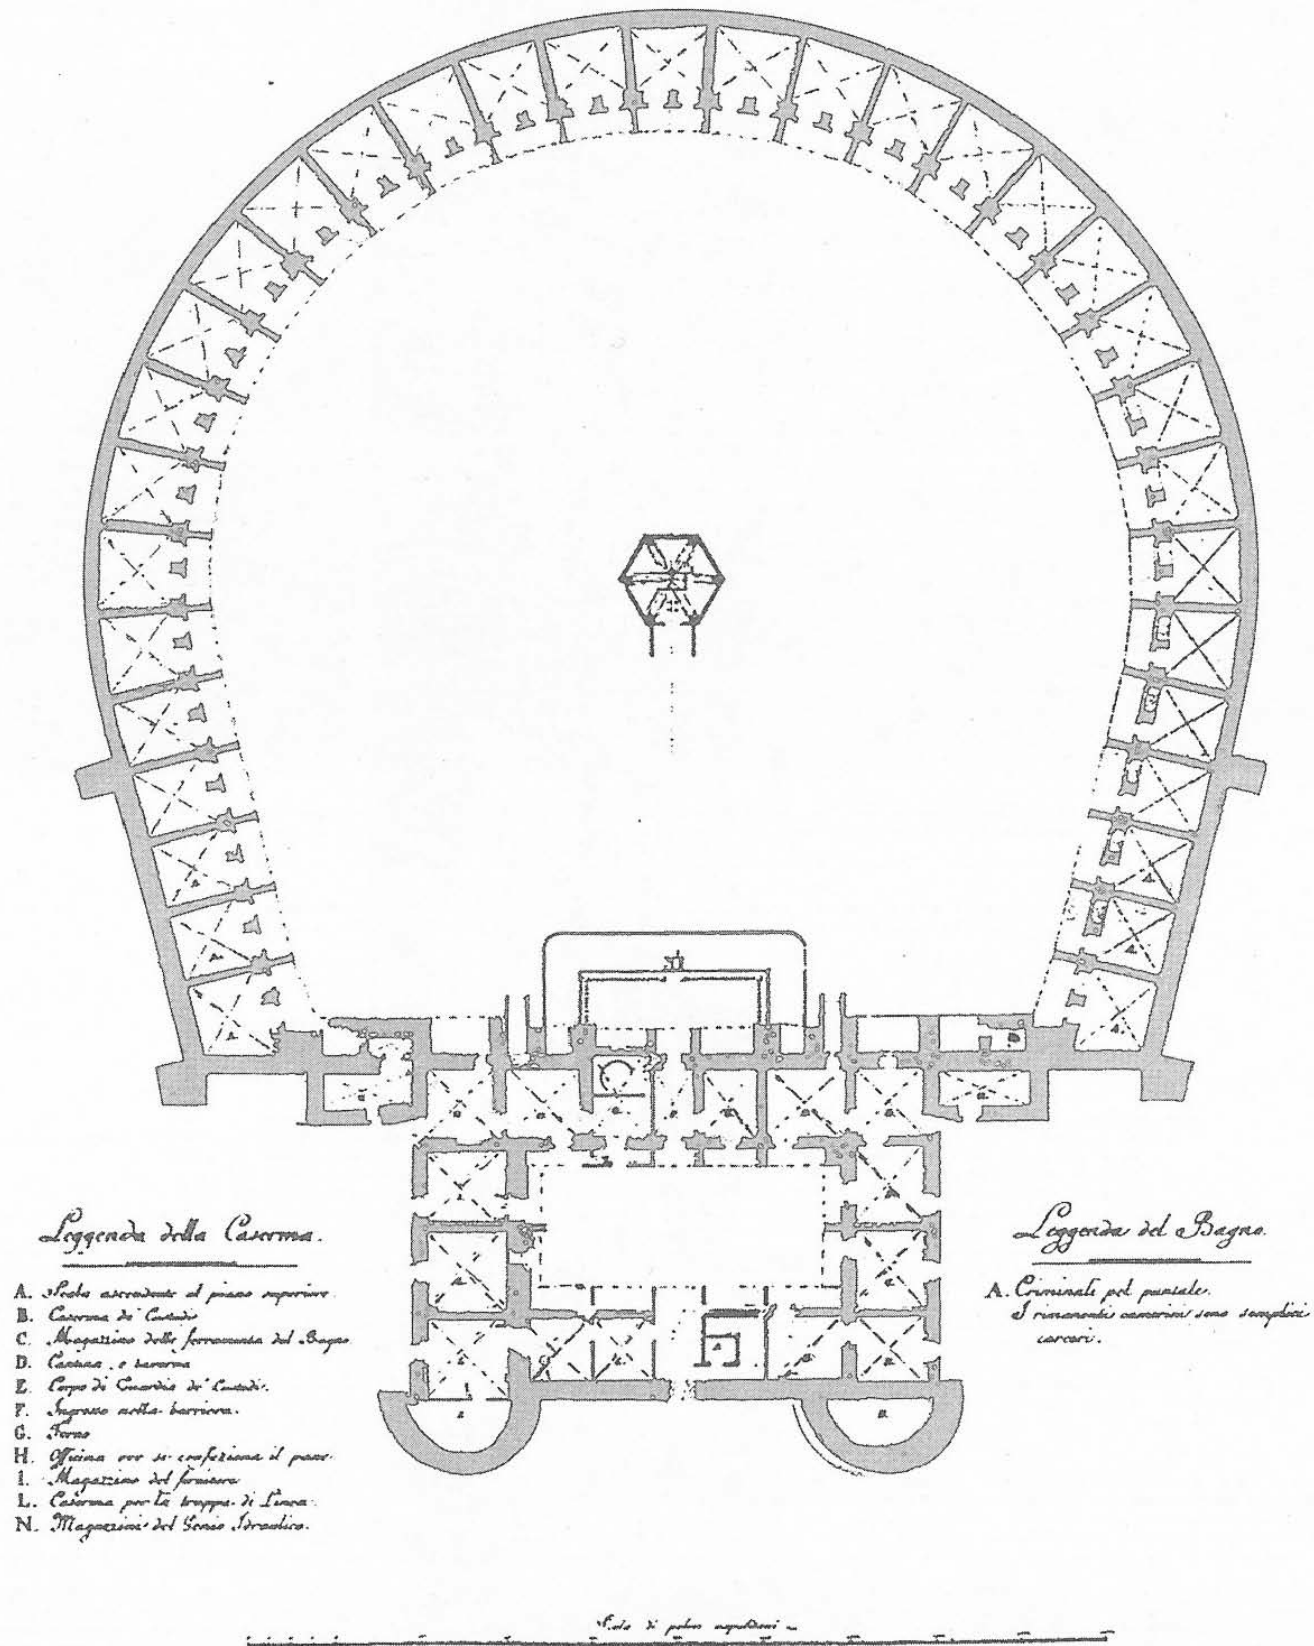 Leggenda della Caserma.
A. Scala ascendente al piano superiore.
B. Caserma de' Custodi
C. Magazzino delle ferramenta del Bagno
D. Cantina e taverna
E. Corpo di Guardia de' Custodi.
F. Ingresso nella barriera.
G. Forno
H. Officina ove si confeziona il pane.
I. Magazzino del fornitore
L. Caserma per la truppa di Linea.
N. Magazzini del Genio Idraulico.
Leggenda del Bagno.
A. Criminali pel puntale.
I rimanenti camerini sono semplici
carceri.
Scala di palmi napolitani